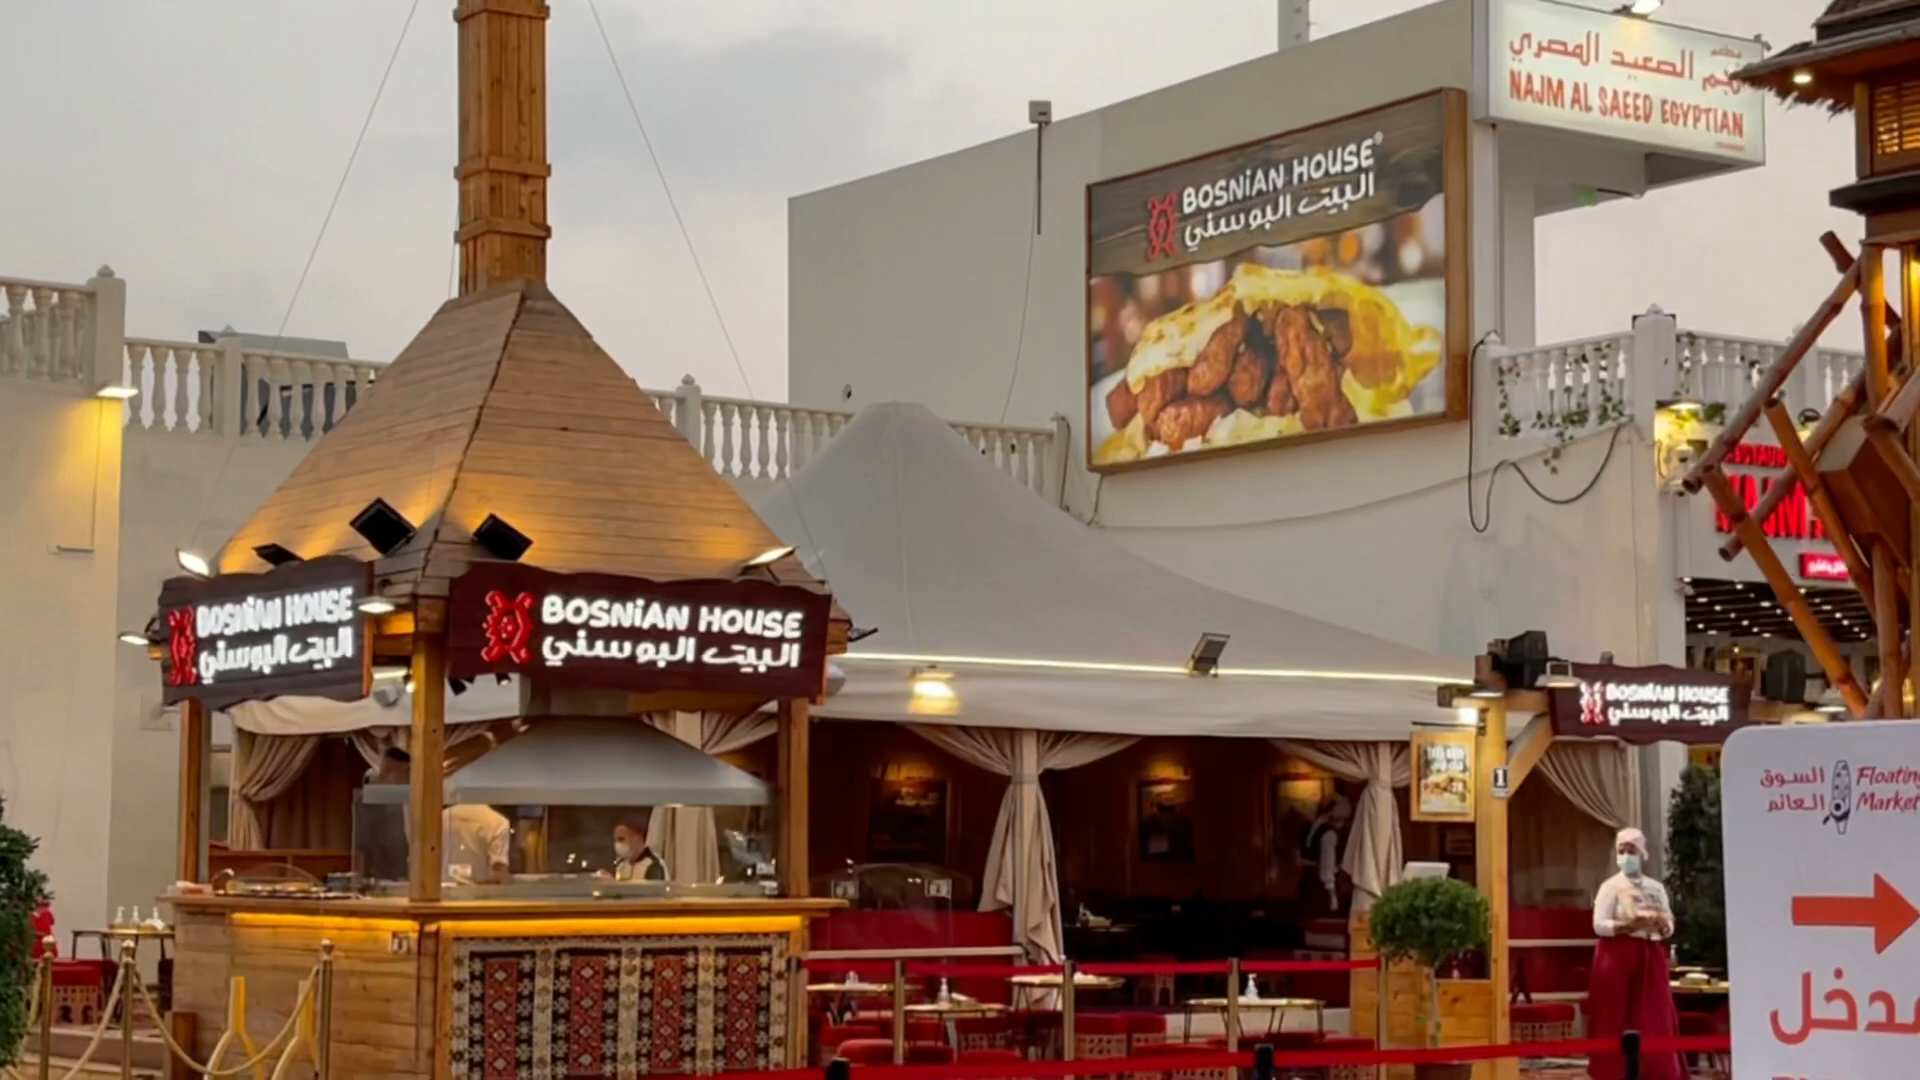 مطعم
نجم الصعيد المصري
NAJM AL SAEED EGYPTIAN
BOSNiAN HOUSE®
البيت البوسني
BOSNiAN HOUSE
البيت البوسني
BOSNiAN HOUSE
البيت البوسني
BOSNiAN HOUSE
البيت البوسني
1
السوق
العائم
Floating
Market